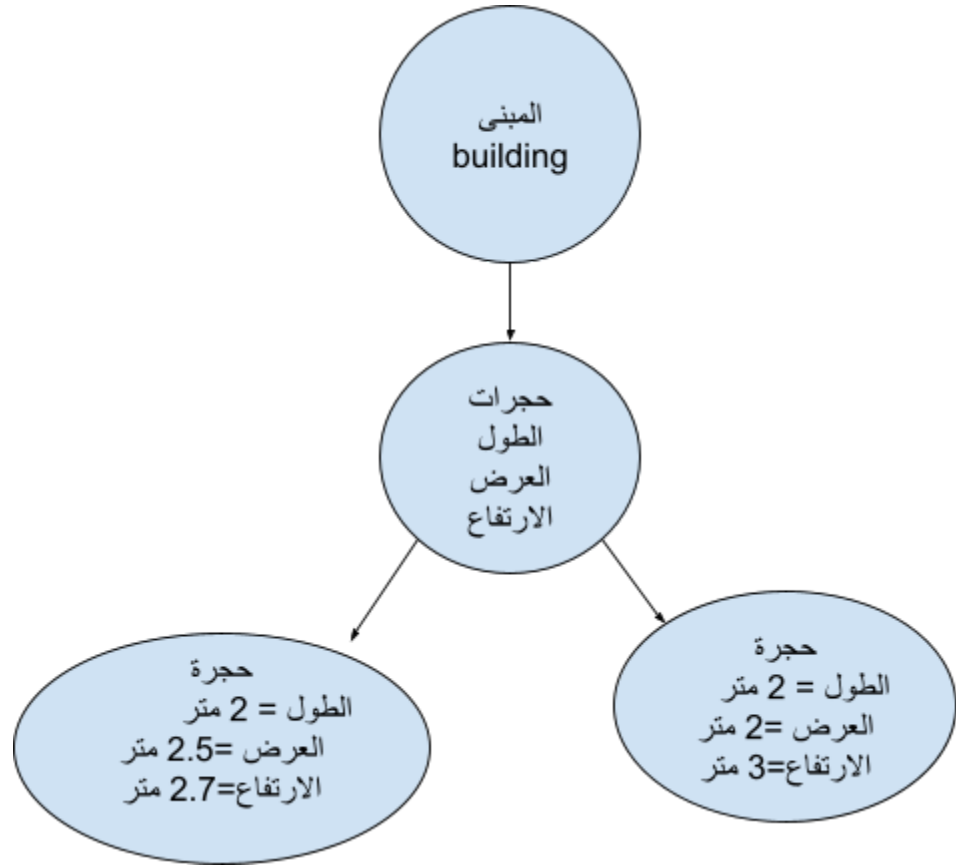 المبنى
building
حجرات
الطول
العرض
الارتفاع
حجرة
الطول = 2 متر
العرض =2 متر
الارتفاع=3 متر
حجرة
الطول = 2 متر
العرض =2.5 متر
الارتفاع=2.7 متر